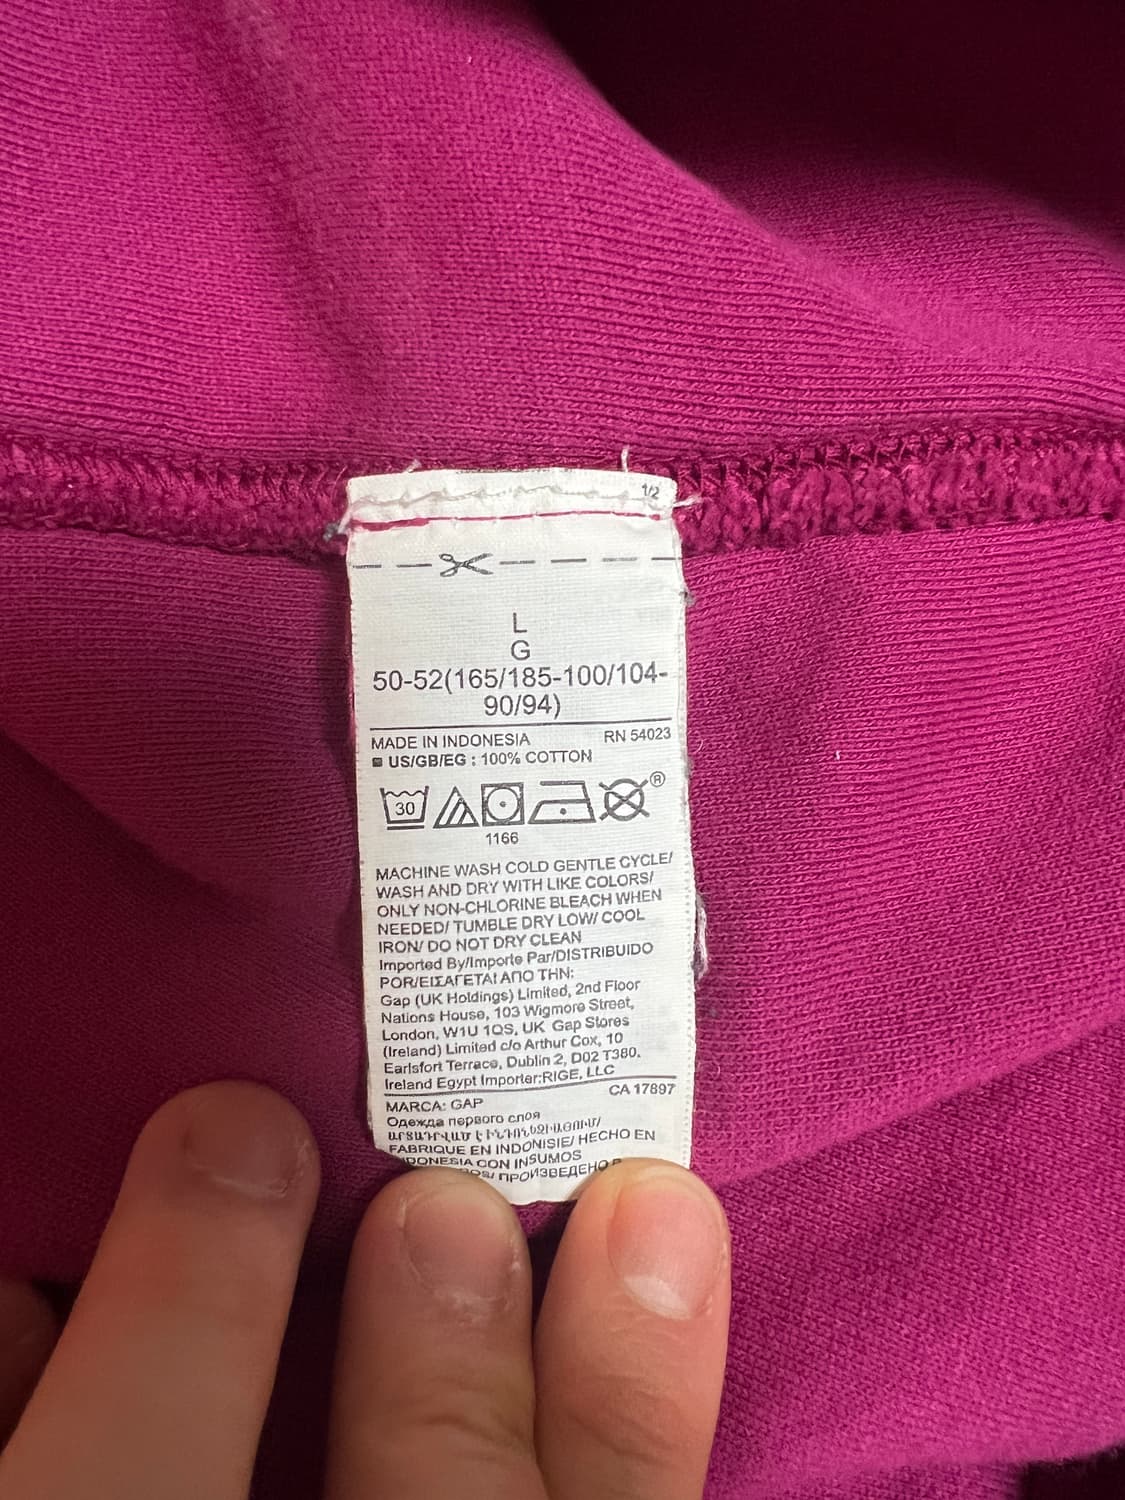 1/2
L
G
50-52(165/185-100/104-
90/94)
MADE IN INDONESIA RN 54023
US/GB/EG : 100% COTTON
30 ®
1166
MACHINE WASH COLD GENTLE CYCLE/
WASH AND DRY WITH LIKE COLORS/
ONLY NON-CHLORINE BLEACH WHEN
NEEDED/ TUMBLE DRY LOW/ COOL
IRON/ DO NOT DRY CLEAN
Imported By/Importe Par/DISTRIBUIDO
POR/ΕΙΣΑΓΕΤΑΙ ΑΠΟ ΤΗΝ:
Gap (UK Holdings) Limited, 2nd Floor
Nations House, 103 Wigmore Street,
London, W1U 1QS, UK Gap Stores
(Ireland) Limited c/o Arthur Cox, 10
Earlsfort Terrace, Dublin 2, D02 T380,
Ireland Egypt Importer:RIGE, LLC
CA 17897
MARCA: GAP
Одежда первого слоя
FABRIQUE EN INDONISIE/ HECHO EN
INDONESIA CON INSUMOS
ПРОИЗВЕДЕНО В